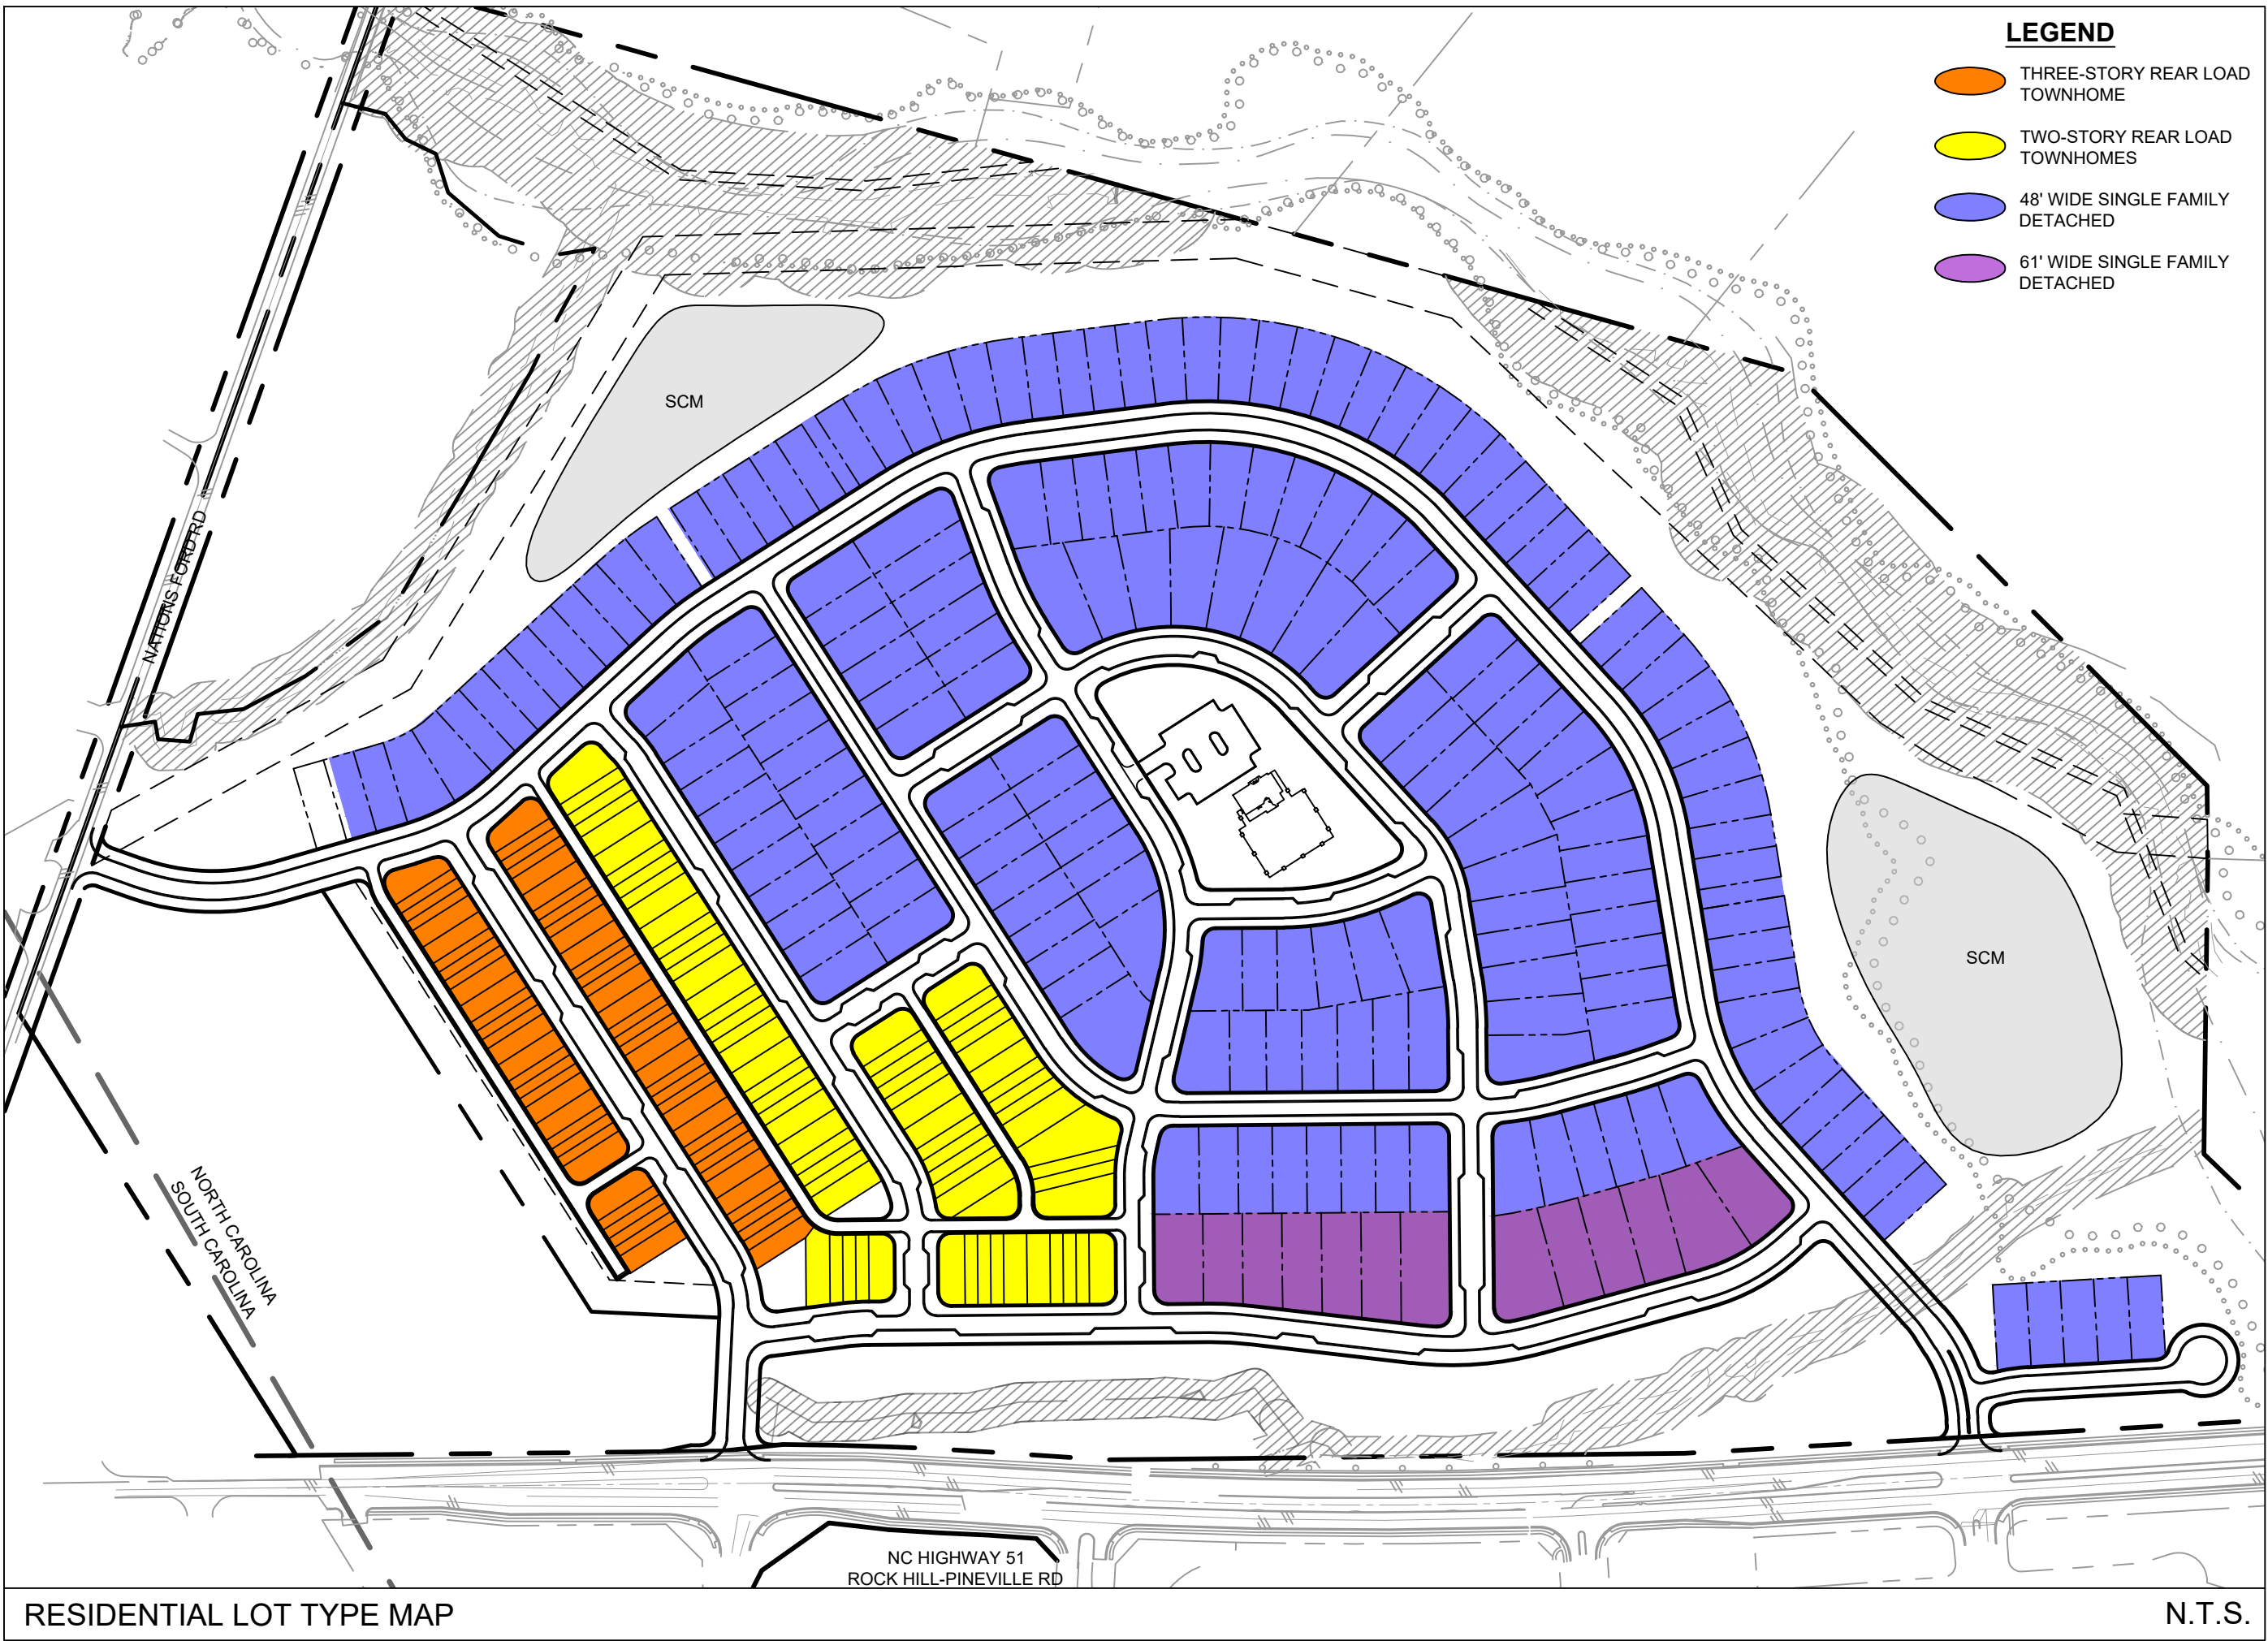 LEGEND
THREE-STORY REAR LOAD
TOWNHOME
TWO-STORY REAR LOAD
TOWNHOMES
48' WIDE SINGLE FAMILY
DETACHED
61' WIDE SINGLE FAMILY
DETACHED
SCM
NATIONS FORD RD
SCM
NORTH CAROLINA
SOUTH CAROLINA
NC HIGHWAY 51
ROCK HILL-PINEVILLE RD
RESIDENTIAL LOT TYPE MAP
N.T.S.